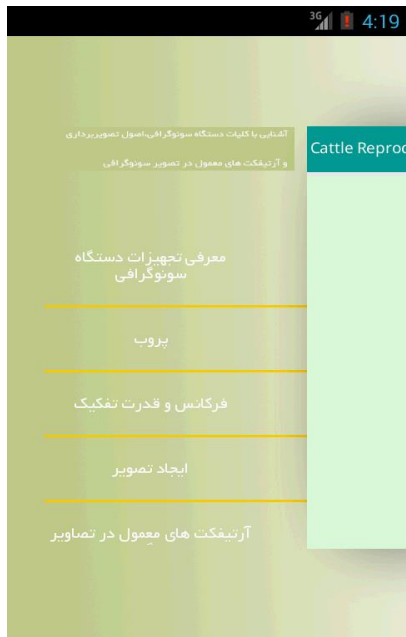 3G 4:19
آشنایی با کلیات دستگاه سونوگرافی،اصول تصویربرداری
و آرتیفکت های معمول در تصویر سونوگرافی
Cattle Reproc
معرفی تجهیزات دستگاه
سونوگرافی
پروب
فرکانس و قدرت تفکیک
ایجاد تصویر
آرتیفکت های معمول در تصاویر